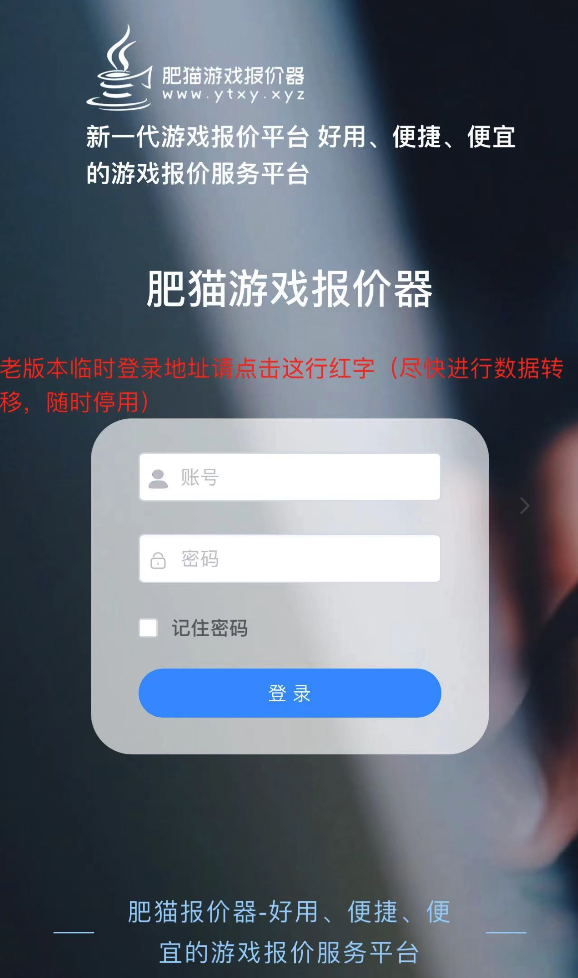 肥猫游戏报价器
www.ytxy.xyz
新一代游戏报价平台 好用、便捷、便宜
的游戏报价服务平台
肥猫游戏报价器
老版本临时登录地址请点击这行红字（尽快进行数据转
移，随时停用）
账号
密码
记住密码
登 录
肥猫报价器-好用、便捷、便
宜的游戏报价服务平台